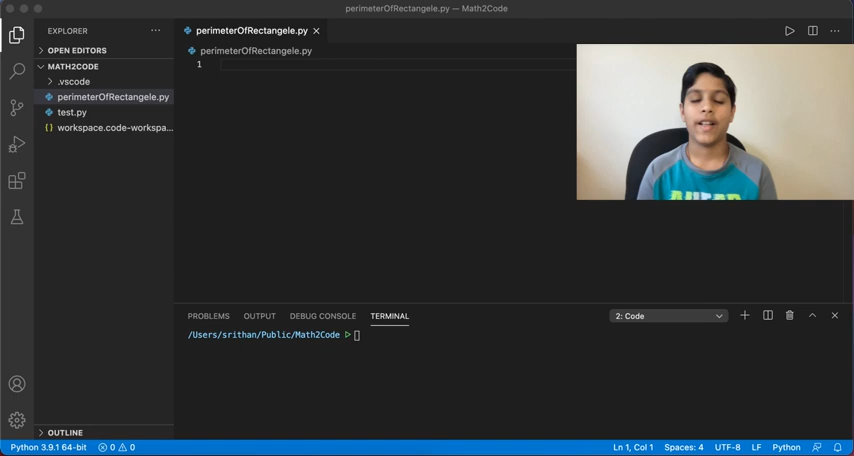 perimeterOfRectangele.py — Math2Code
EXPLORER
OPEN EDITORS
MATH2CODE
.vscode
perimeterOfRectangele.py
test.py
workspace.code-workspa...
OUTLINE
perimeterOfRectangele.py
perimeterOfRectangele.py
1
PROBLEMS OUTPUT DEBUG CONSOLE TERMINAL 2: Code
/Users/srithan/Public/Math2Code
Python 3.9.1 64-bit 0 0 Ln 1, Col 1 Spaces: 4 UTF-8 LF Python